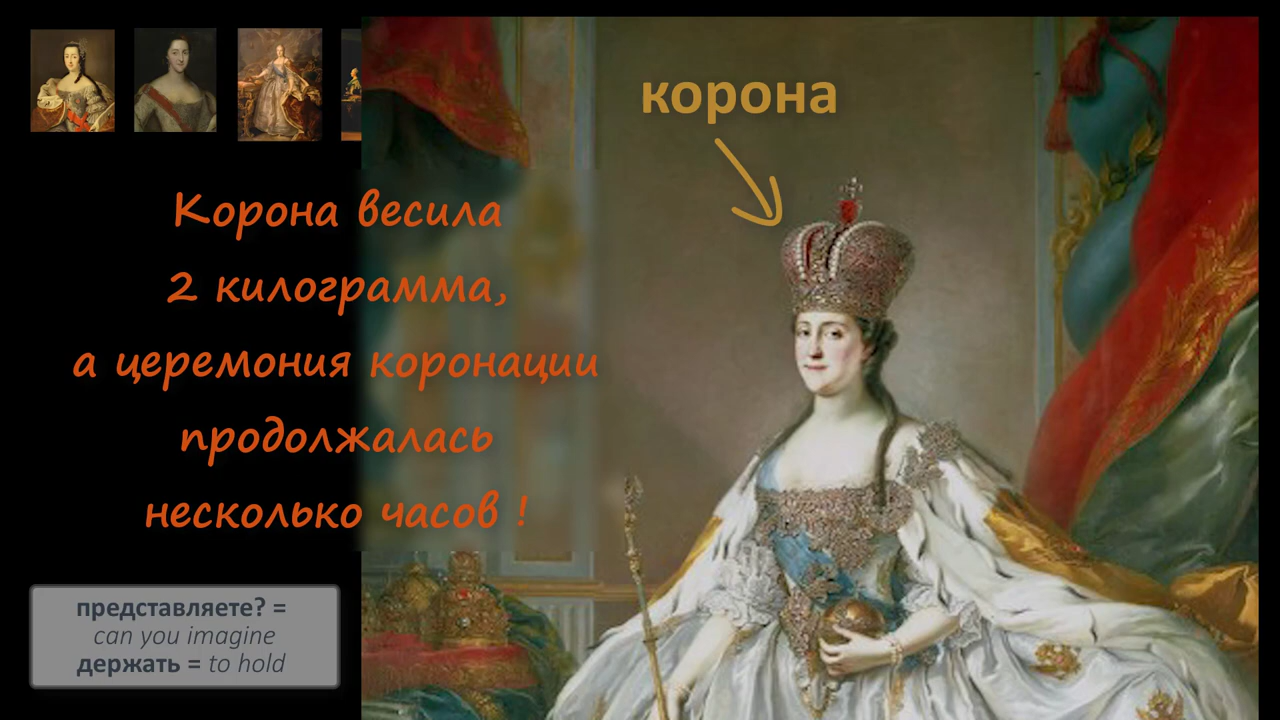 корона
Корона весила
2 килограмма,
а церемония коронации
продолжалась
несколько часов !
представляете? =
can you imagine
держать = to hold